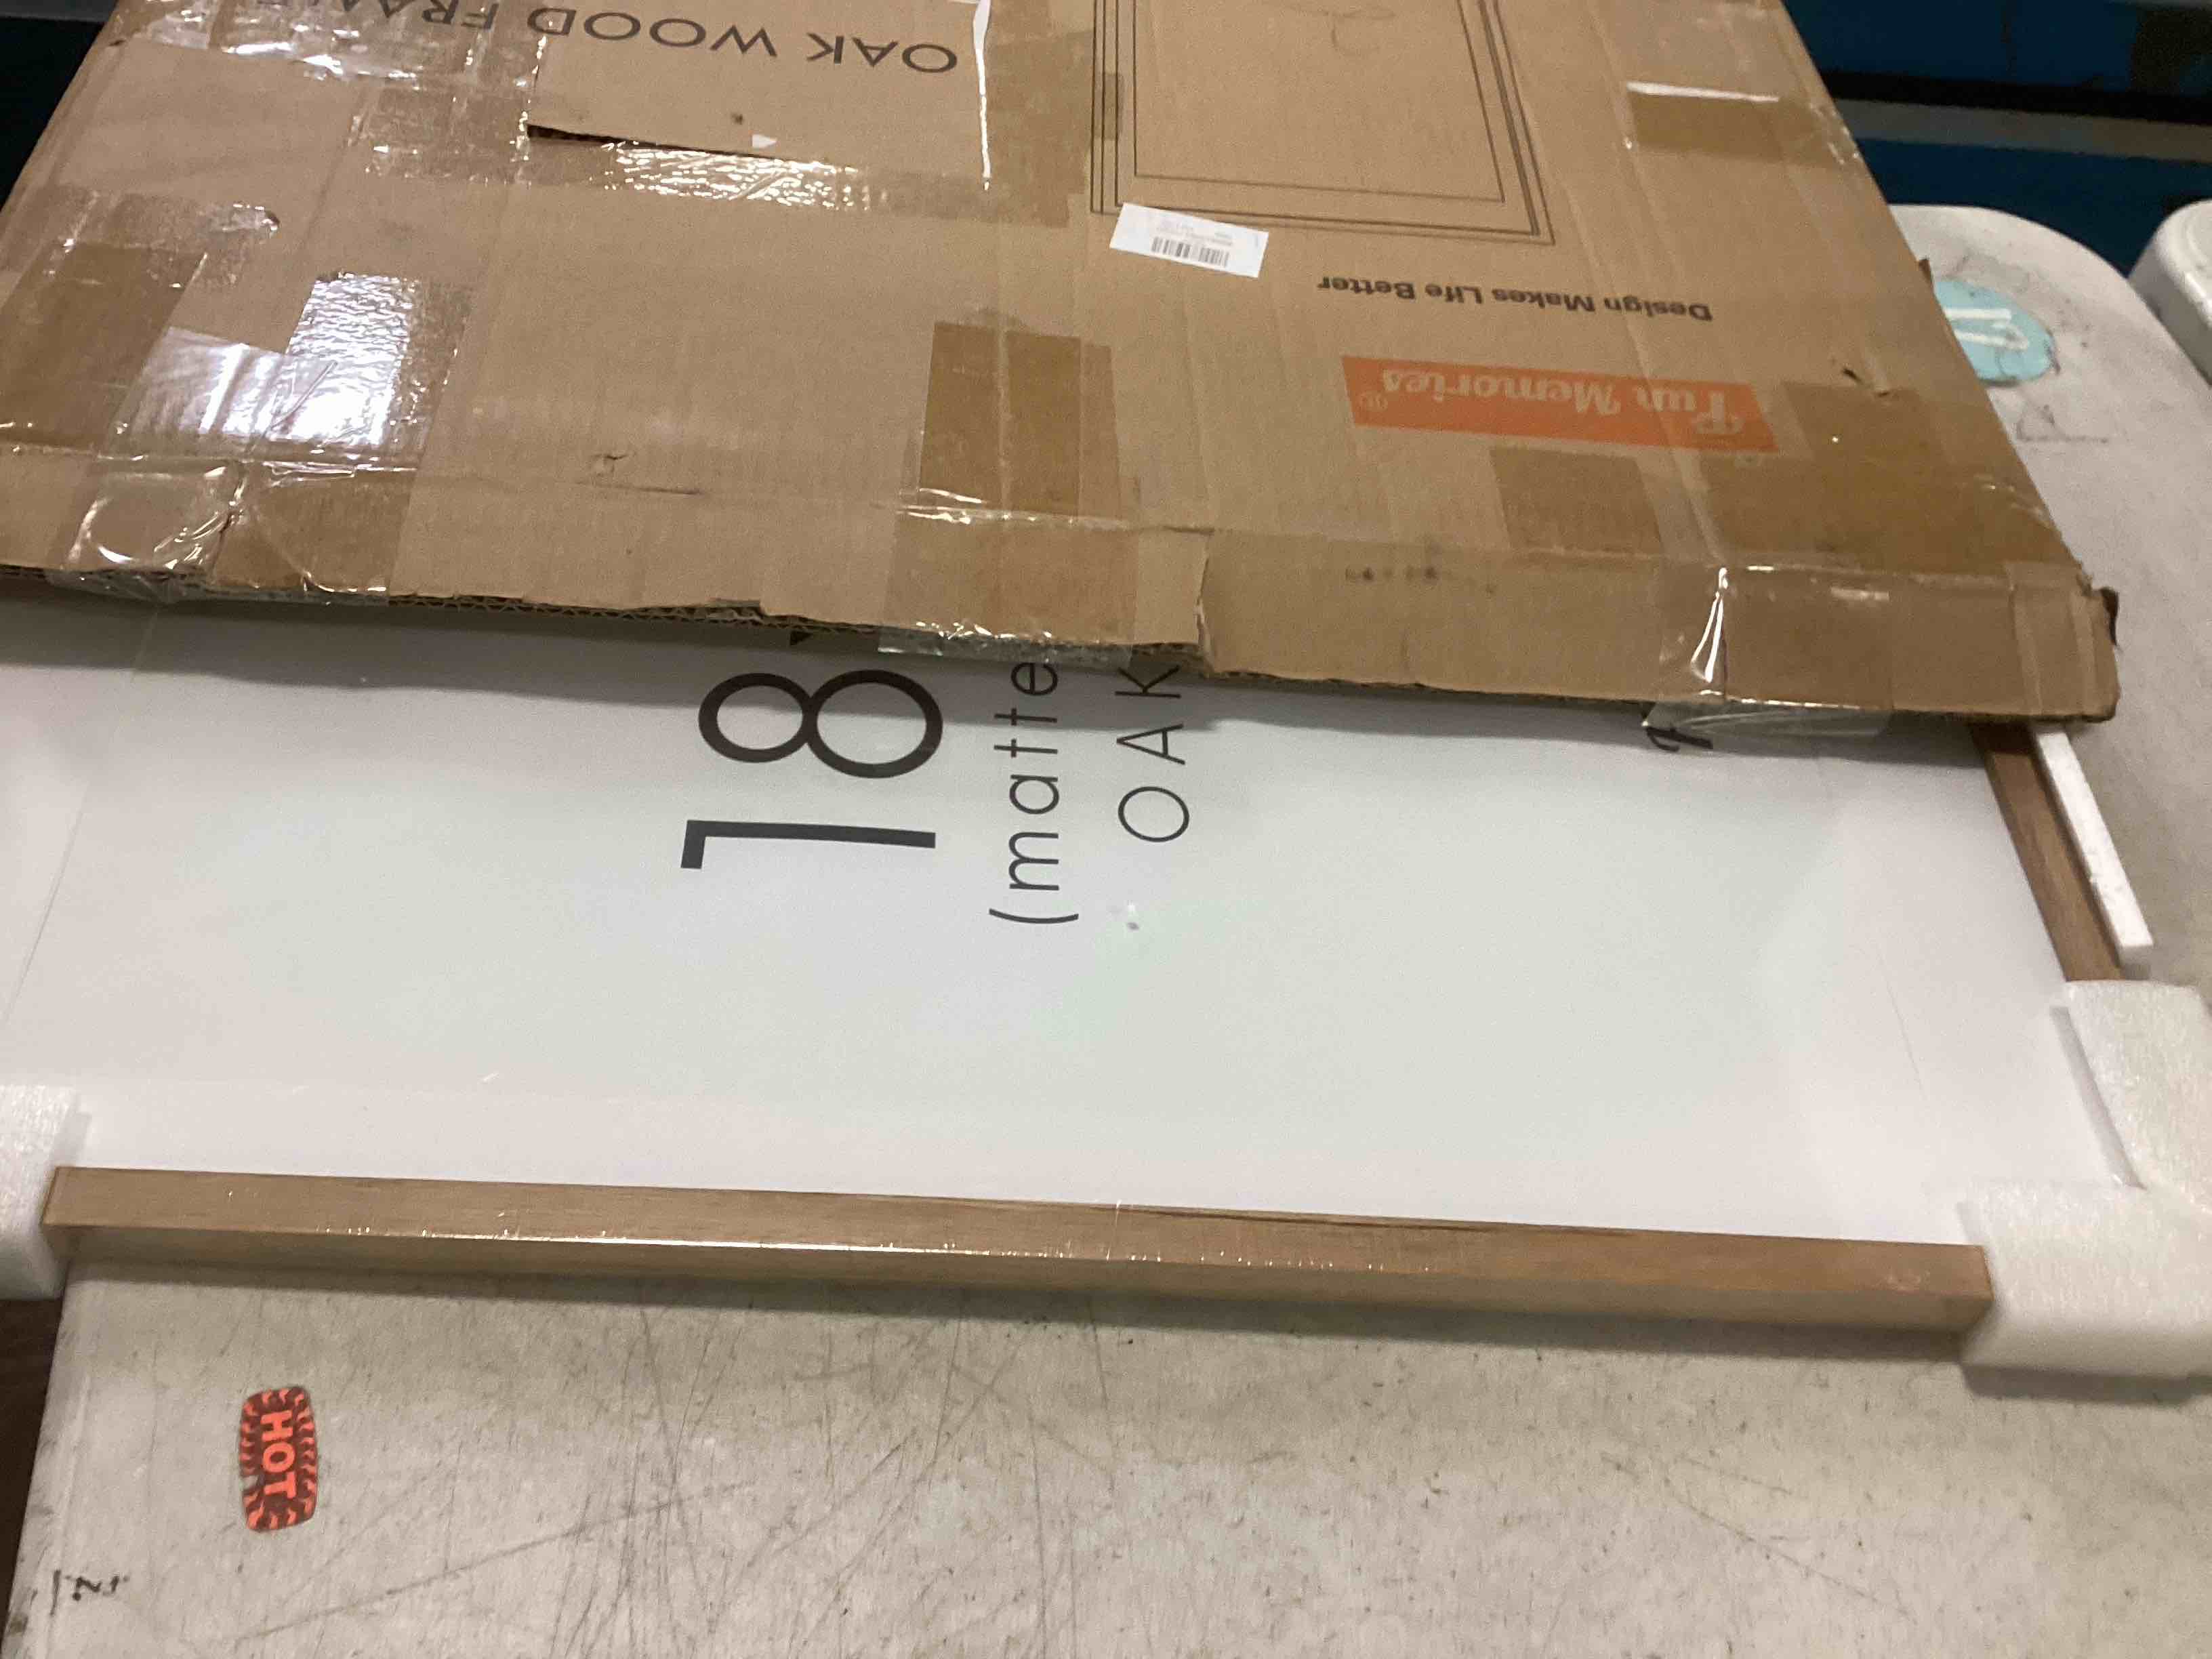 OAK WOOD FRAM
Design Makes Life Better
Fun Memories®
18
(matte
OAK
HOT